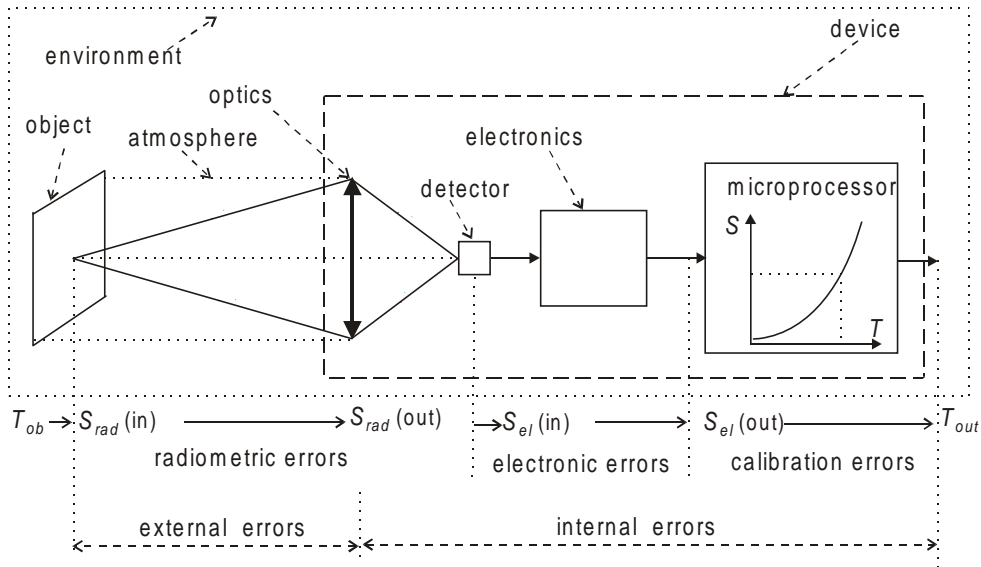 device
environment
optics
object
atmosphere
electronics
detector
microprocessor
S
T
T_ob S_rad (in) S_rad (out) S_el (in) S_el (out) T_out
radiometric errors electronic errors calibration errors
external errors internal errors